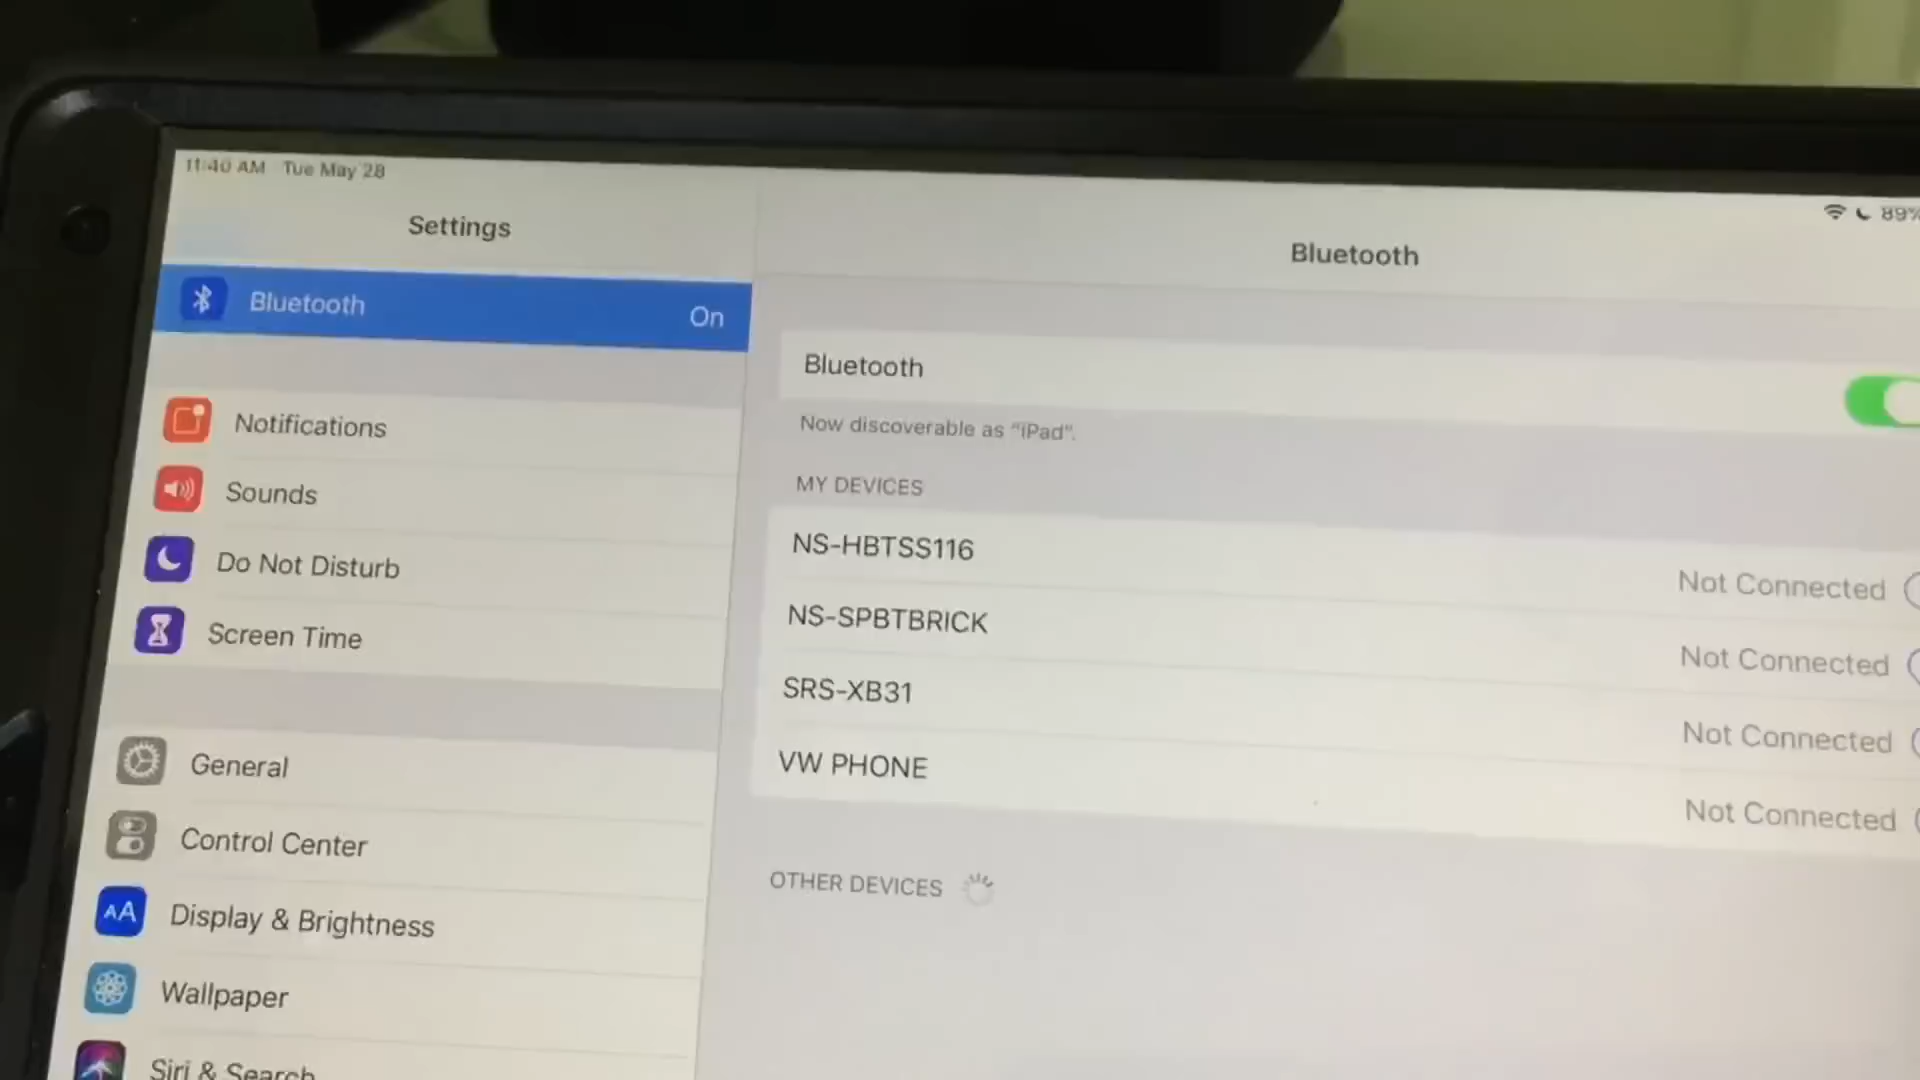 11:40 AM Tue May 28
89%
Settings
Bluetooth On
Notifications
Sounds
Do Not Disturb
Screen Time
General
Control Center
AA Display & Brightness
Wallpaper
Siri & Search
Bluetooth
Bluetooth
Now discoverable as “iPad”.
MY DEVICES
NS-HBTSS116 Not Connected
NS-SPBTBRICK Not Connected
SRS-XB31 Not Connected
VW PHONE Not Connected
OTHER DEVICES